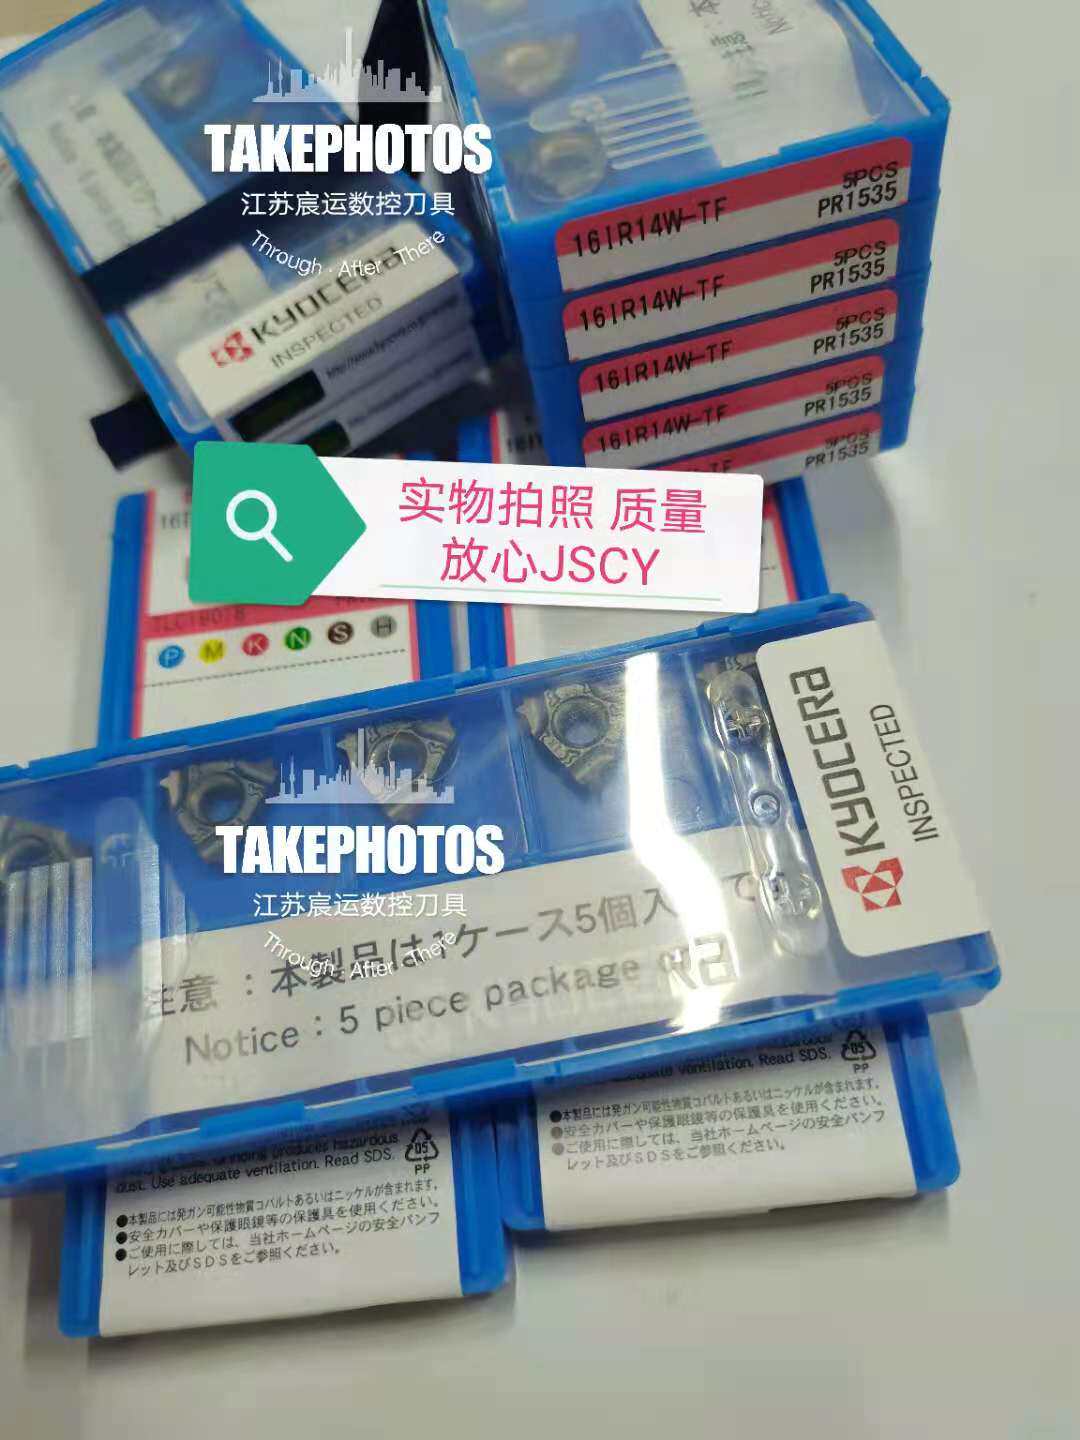 TAKEPHOTOS
江苏宸运数控刀具
Through · After · There
KYOCERA
INSPECTED
5PCS
16IR14W-TF PR1535
5PCS
16IR14W-TF PR1535
5PCS
16IR14W-TF PR1535
5PCS
16IR14W-TF PR1535
5PCS
PR1535
实物拍照 质量
放心JSCY
P M K N S H
KYOCERA
INSPECTED
TAKEPHOTOS
江苏宸运数控刀具
Through · After · There
注意：本製品は1ケース5個入
Notice : 5 piece package
adequate ventilation. Read SDS.
PP
●本製品には発ガン可能性物質コバルトあるいはニッケルが含まれます。
●安全カバーや保護眼鏡等の保護具を使用ください。
●ご使用に際しては、当社ホームページの安全パンフ
レット及びSDSをご参照ください。
grinding produces hazardous
dust. Use adequate ventilation. Read SDS.
05
PP
●本製品には発ガン可能性物質コバルトあるいはニッケルが含まれます。
●安全カバーや保護眼鏡等の保護具を使用ください。
●ご使用に際しては、当社ホームページの安全パンフ
レット及びSDSをご参照ください。